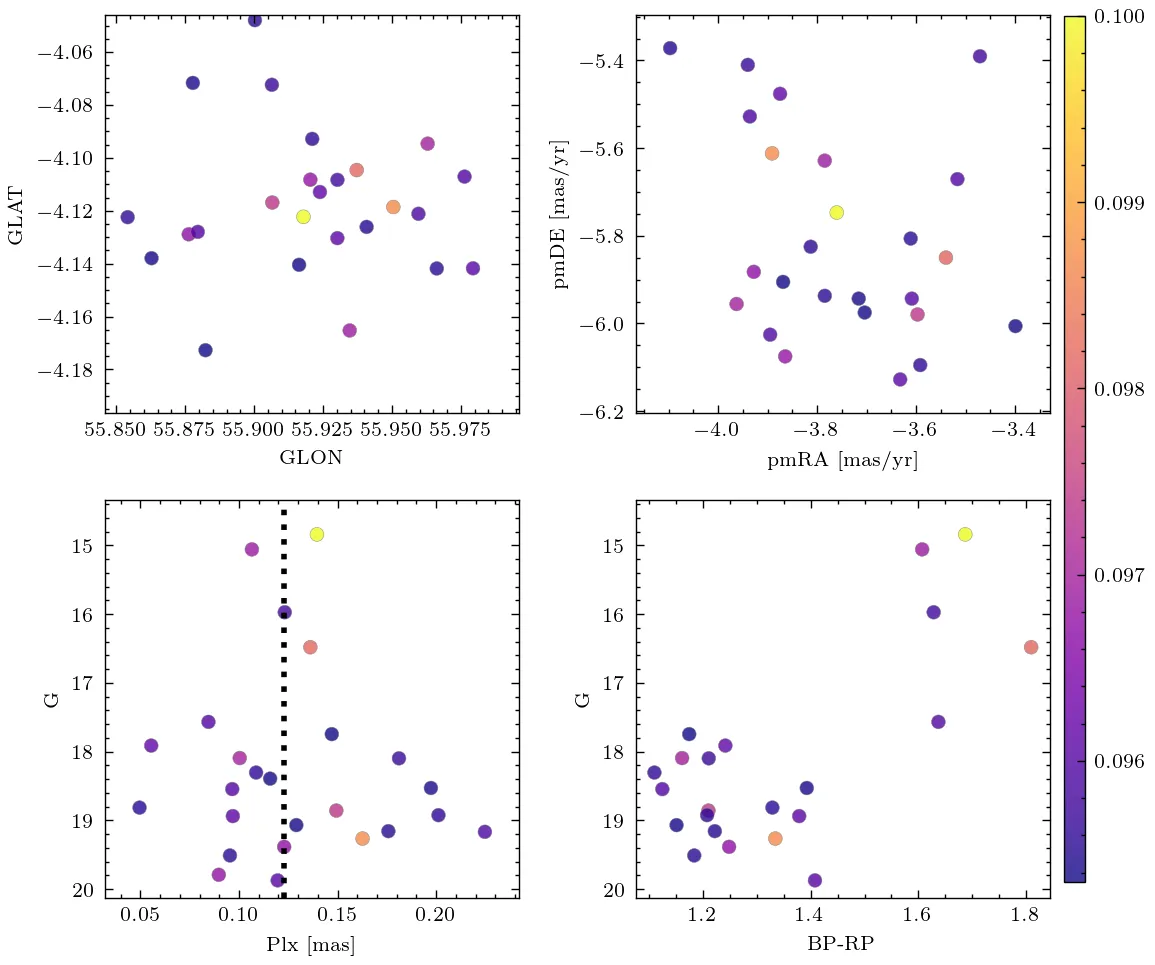 −4.06
−4.08
−4.10
−4.12
−4.14
−4.16
−4.18
GLAT
55.850 55.875 55.900 55.925 55.950 55.975
GLON
−5.4
−5.6
−5.8
−6.0
−6.2
pmDE [mas/yr]
−4.0 −3.8 −3.6 −3.4
pmRA [mas/yr]
0.100
0.099
0.098
0.097
0.096
15
16
17
18
19
20
G
0.05 0.10 0.15 0.20
Plx [mas]
15
16
17
18
19
20
G
1.2 1.4 1.6 1.8
BP-RP